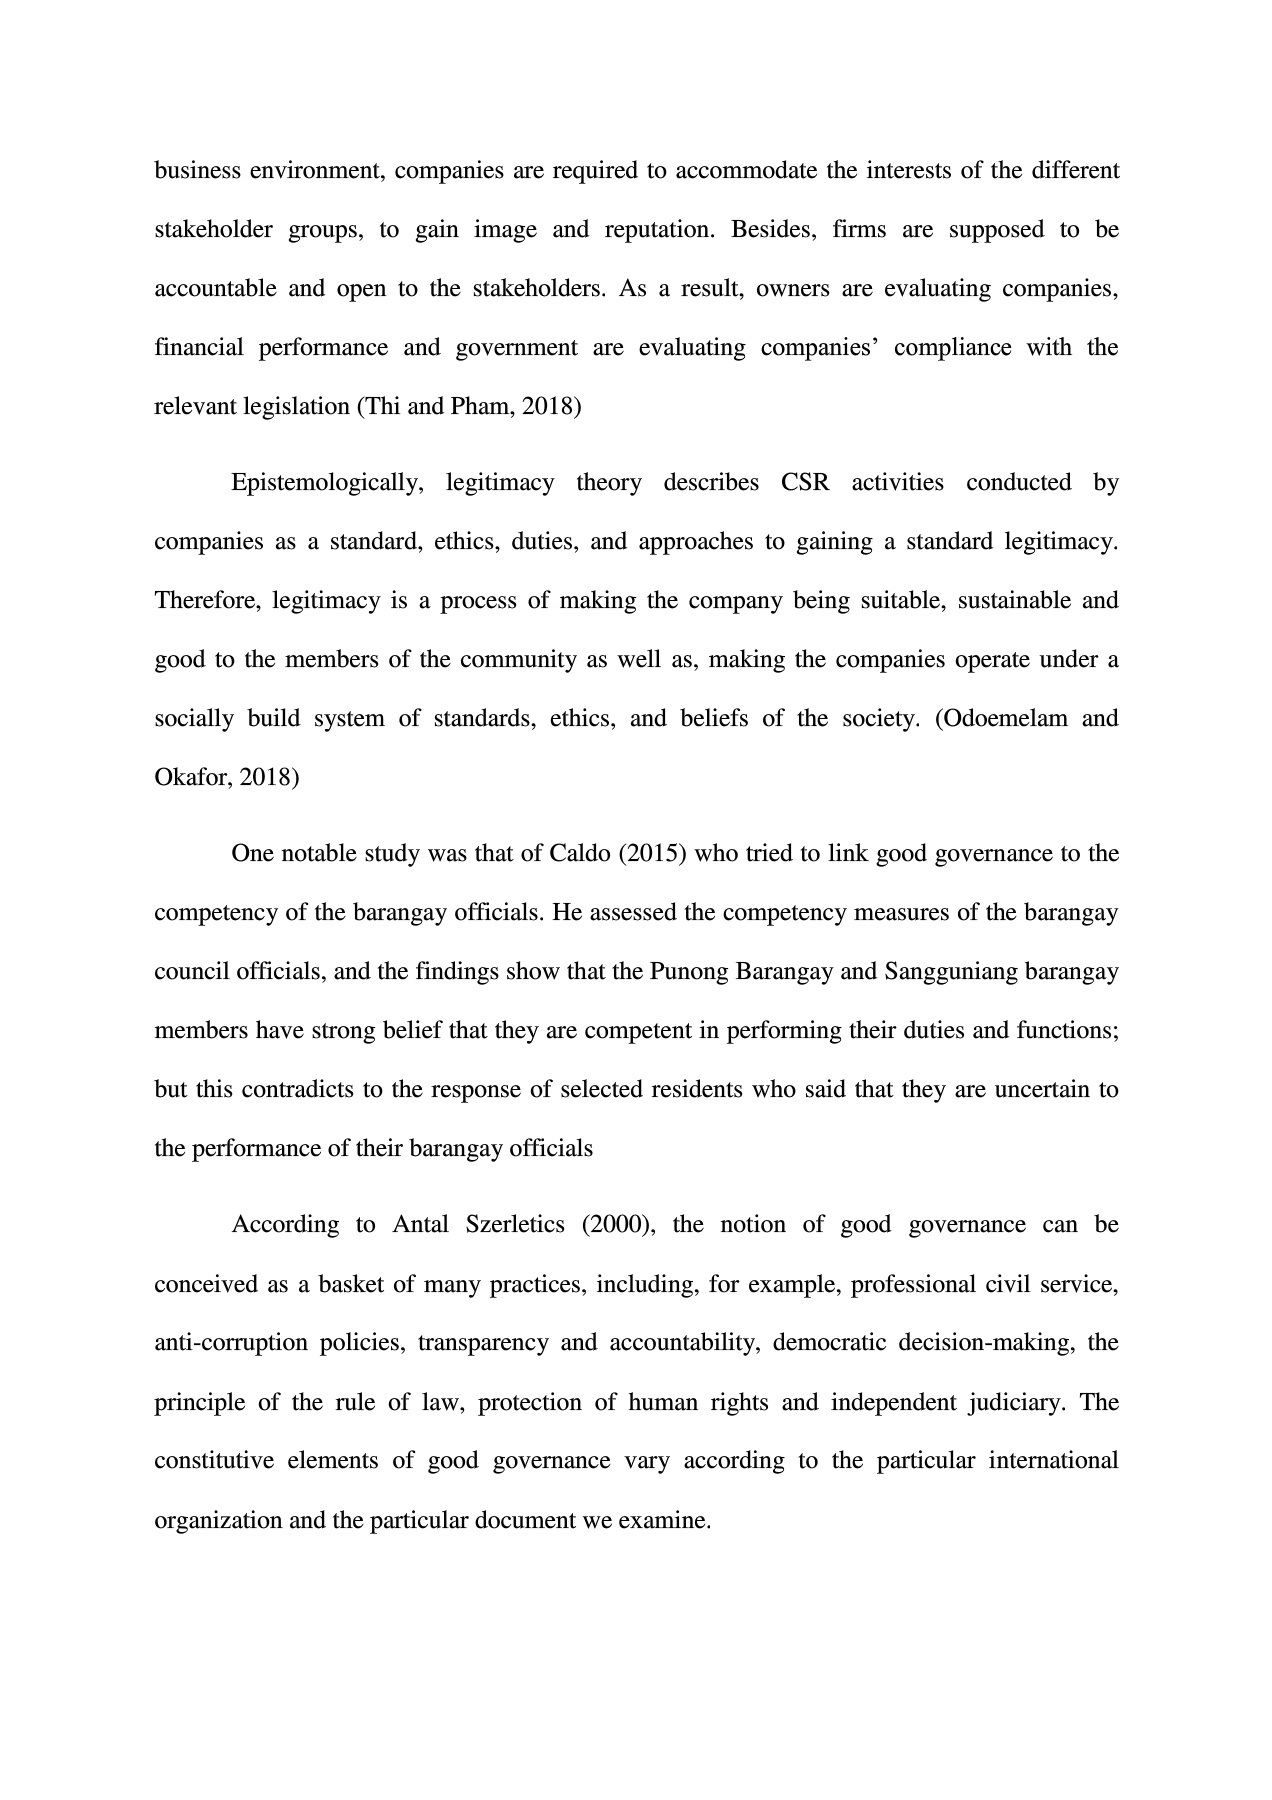 business environment, companies are required to accommodate the interests of the different
stakeholder groups, to gain image and reputation. Besides, firms are supposed to be
accountable and open to the stakeholders. As a result, owners are evaluating companies,
financial performance and government are evaluating companies’ compliance with the
relevant legislation (Thi and Pham, 2018)
Epistemologically, legitimacy theory describes CSR activities conducted by
companies as a standard, ethics, duties, and approaches to gaining a standard legitimacy.
Therefore, legitimacy is a process of making the company being suitable, sustainable and
good to the members of the community as well as, making the companies operate under a
socially build system of standards, ethics, and beliefs of the society. (Odoemelam and
Okafor, 2018)
One notable study was that of Caldo (2015) who tried to link good governance to the
competency of the barangay officials. He assessed the competency measures of the barangay
council officials, and the findings show that the Punong Barangay and Sangguniang barangay
members have strong belief that they are competent in performing their duties and functions;
but this contradicts to the response of selected residents who said that they are uncertain to
the performance of their barangay officials
According to Antal Szerletics (2000), the notion of good governance can be
conceived as a basket of many practices, including, for example, professional civil service,
anti-corruption policies, transparency and accountability, democratic decision-making, the
principle of the rule of law, protection of human rights and independent judiciary. The
constitutive elements of good governance vary according to the particular international
organization and the particular document we examine.